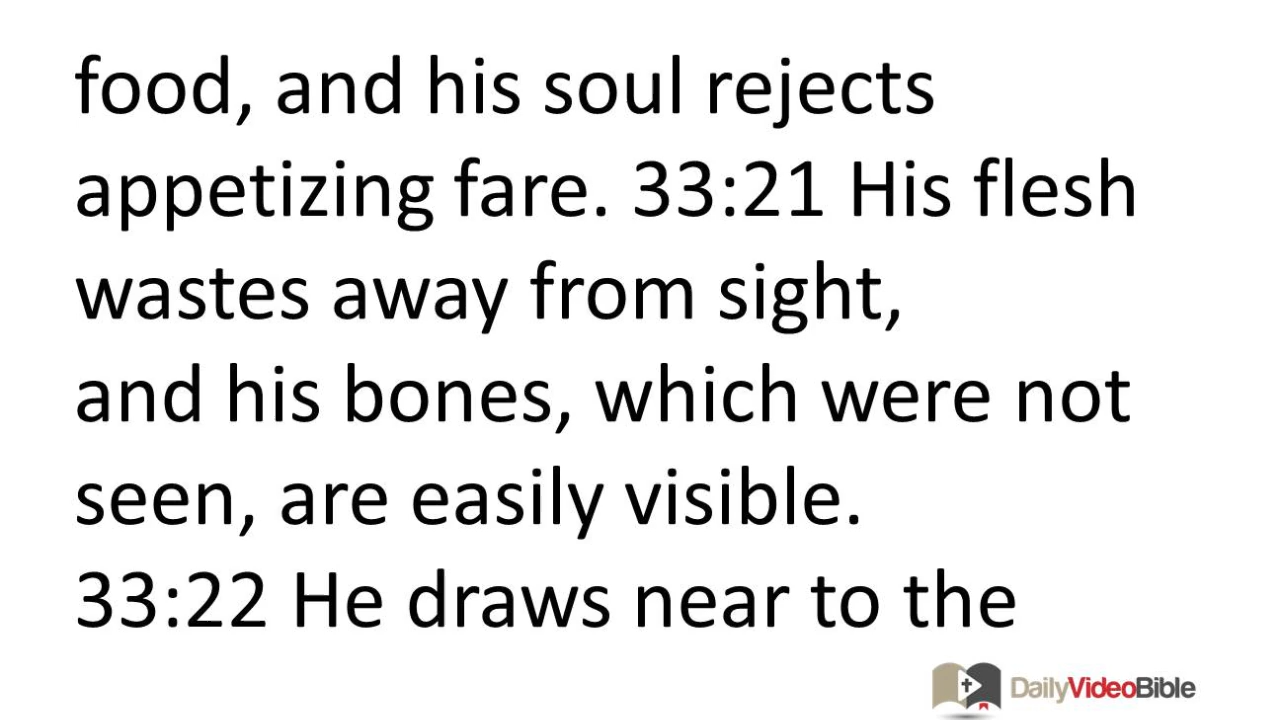 food, and his soul rejects
appetizing fare. 33:21 His flesh
wastes away from sight,
and his bones, which were not
seen, are easily visible.
33:22 He draws near to the
DailyVideoBible